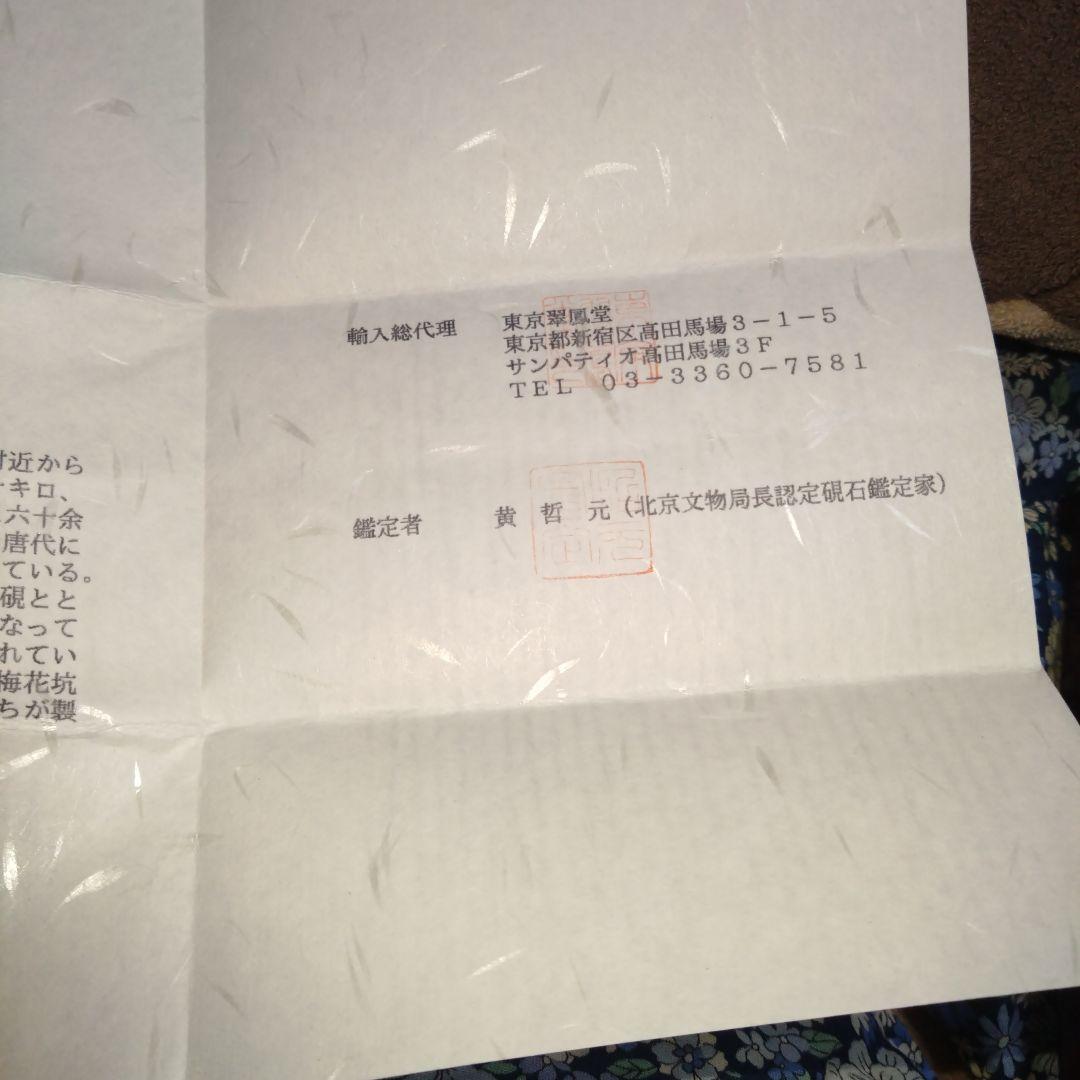 輸入総代理
東京翠鳳堂
東京都新宿区高田馬場3-1-5
サンパティオ高田馬場3F
TEL 03-3360-7581
鑑定者
黄 哲 元(北京文物局長認定硯石鑑定家)
付近から
キロ、
六十余
唐代に
ている。
硯とと
なって
れてい
梅花坑
ちが製